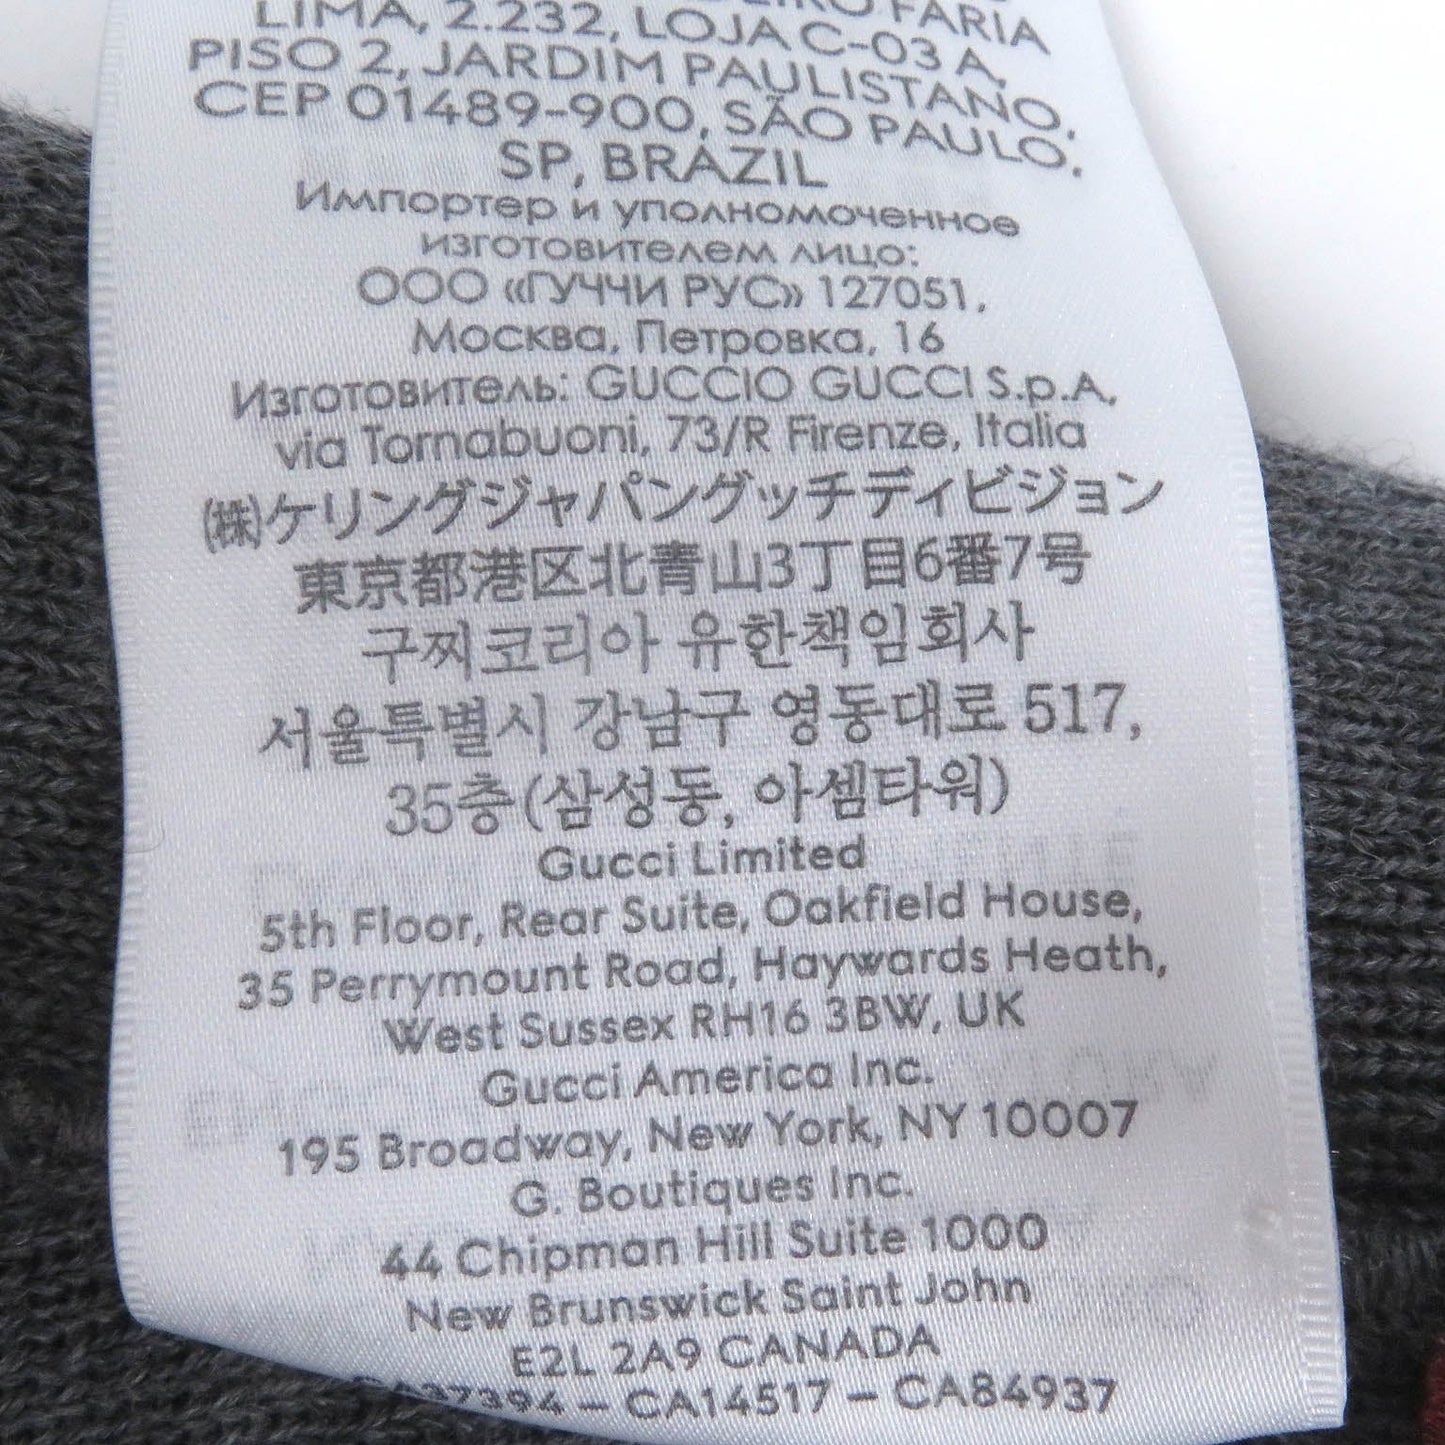 FARIA
LIMA, 2.232, LOJA C-03 A,
PISO 2, JARDIM PAULISTANO,
CEP 01489-900, SÃO PAULO,
SP, BRAZIL
Импортер и уполномоченное
изготовителем лицо:
ООО «ГУЧЧИ РУС» 127051,
Москва, Петровка, 16
Изготовитель: GUCCIO GUCCI S.p.A.
via Tornabuoni, 73/R Firenze, Italia
(株)ケリングジャパングッチディビジョン
東京都港区北青山3丁目6番7号
구찌코리아 유한책임회사
서울특별시 강남구 영동대로 517,
35층(삼성동, 아셈타워)
Gucci Limited
5th Floor, Rear Suite, Oakfield House,
35 Perrymount Road, Haywards Heath,
West Sussex RH16 3BW, UK
Gucci America Inc.
195 Broadway, New York, NY 10007
G. Boutiques Inc.
44 Chipman Hill Suite 1000
New Brunswick Saint John
E2L 2A9 CANADA
CA37394 – CA14517 – CA84937